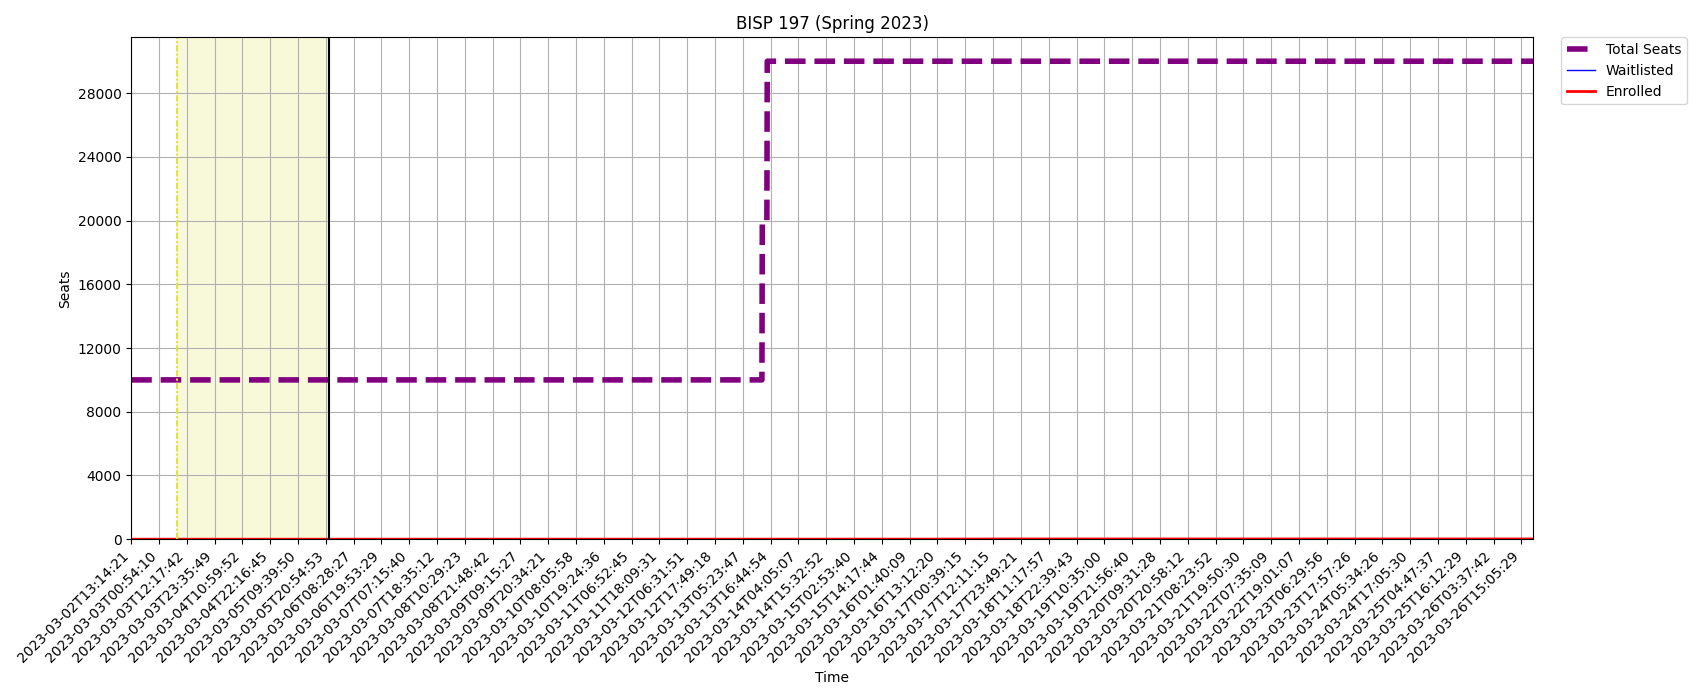 BISP 197 (Spring 2023)
Total Seats
Waitlisted
Enrolled
Seats
28000
24000
20000
16000
12000
8000
4000
0
2023-03-02T13:14:21
2023-03-03T00:54:10
2023-03-03T12:17:42
2023-03-03T23:35:49
2023-03-04T10:59:52
2023-03-04T22:16:45
2023-03-05T09:39:50
2023-03-05T20:54:53
2023-03-06T08:28:27
2023-03-06T19:53:29
2023-03-07T07:15:40
2023-03-07T18:35:12
2023-03-08T10:29:23
2023-03-08T21:48:42
2023-03-09T09:15:27
2023-03-09T20:34:21
2023-03-10T08:05:58
2023-03-10T19:24:36
2023-03-11T06:52:45
2023-03-11T18:09:31
2023-03-12T06:31:51
2023-03-12T17:49:18
2023-03-13T05:23:47
2023-03-13T16:44:54
2023-03-14T04:05:07
2023-03-14T15:32:52
2023-03-15T02:53:40
2023-03-15T14:17:44
2023-03-16T01:40:09
2023-03-16T13:12:20
2023-03-17T00:39:15
2023-03-17T12:11:15
2023-03-17T23:49:21
2023-03-18T11:17:57
2023-03-18T22:39:43
2023-03-19T10:35:00
2023-03-19T21:56:40
2023-03-20T09:31:28
2023-03-20T20:58:12
2023-03-21T08:23:52
2023-03-21T19:50:30
2023-03-22T07:35:09
2023-03-22T19:01:07
2023-03-23T06:29:56
2023-03-23T17:57:26
2023-03-24T05:34:26
2023-03-24T17:05:30
2023-03-25T04:47:37
2023-03-25T16:12:29
2023-03-26T03:37:42
2023-03-26T15:05:29
Time